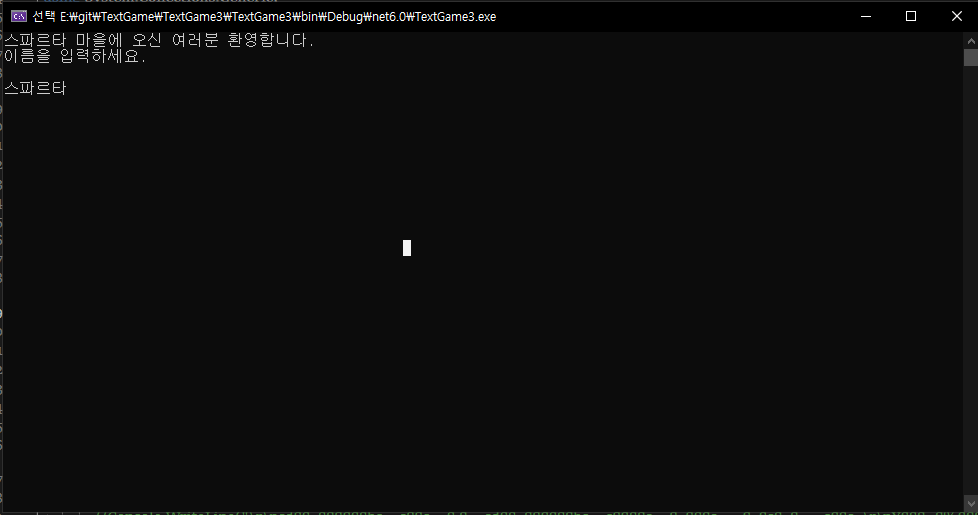 선택 E:₩git₩TextGame₩TextGame3₩TextGame3₩bin₩Debug₩net6.0₩TextGame3.exe
스파르타 마을에 오신 여러분 환영합니다.
이름을 입력하세요.
스파르타